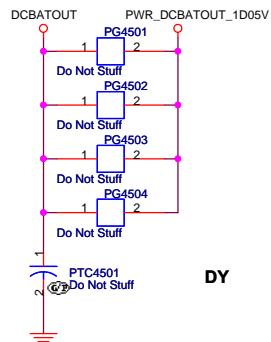 DCBATOUT PWR_DCBATOUT_1D05V
PG4501
1 2
Do Not Stuff
PG4502
1 2
Do Not Stuff
PG4503
1 2
Do Not Stuff
PG4504
1 2
Do Not Stuff
1
PTC4501
2
Do Not Stuff
DY